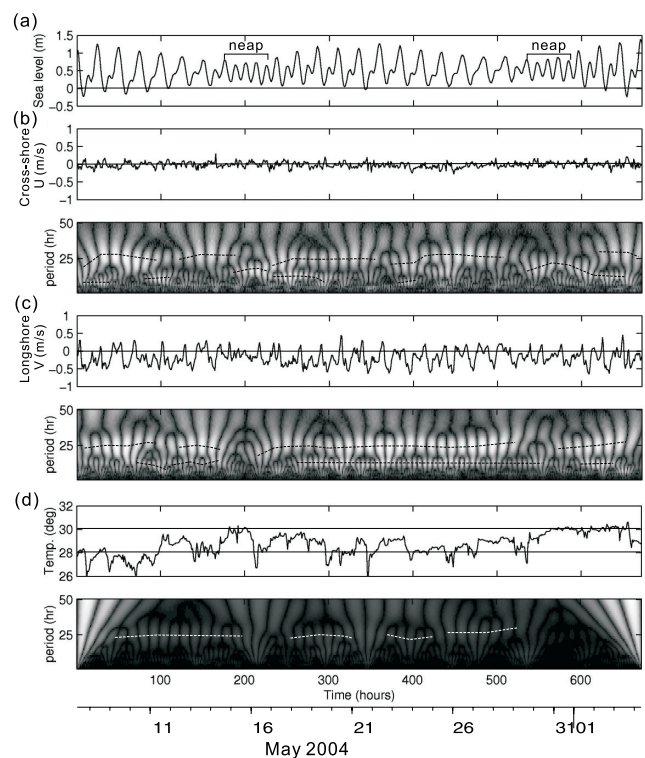 (a)
1.5
1
0.5
0
-0.5
Sea level (m)
neap
neap
(b)
1
0.5
0
-0.5
-1
Cross-shore
U (m/s)
50
25
period (hr)
(c)
1
0.5
0
-0.5
-1
Longshore
V (m/s)
50
25
period (hr)
(d)
32
30
28
26
Temp. (deg)
50
25
period (hr)
100 200 300 400 500 600
Time (hours)
11 16 21 26 3101
May 2004